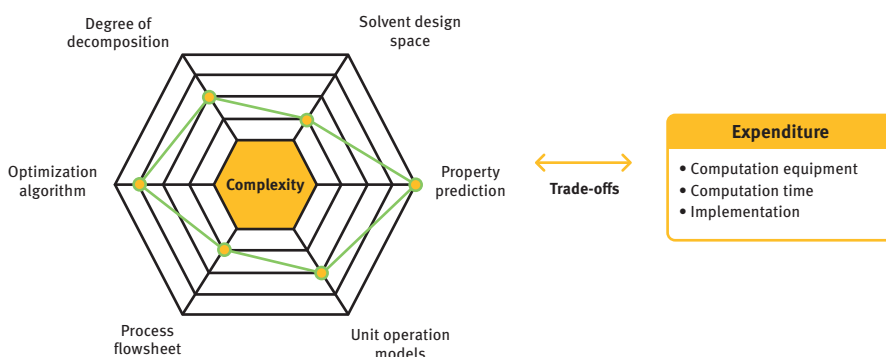 Degree of
decomposition
Solvent design
space
Optimization
algorithm
Complexity
Property
prediction
Process
flowsheet
Unit operation
models
Trade-offs
Expenditure
• Computation equipment
• Computation time
• Implementation